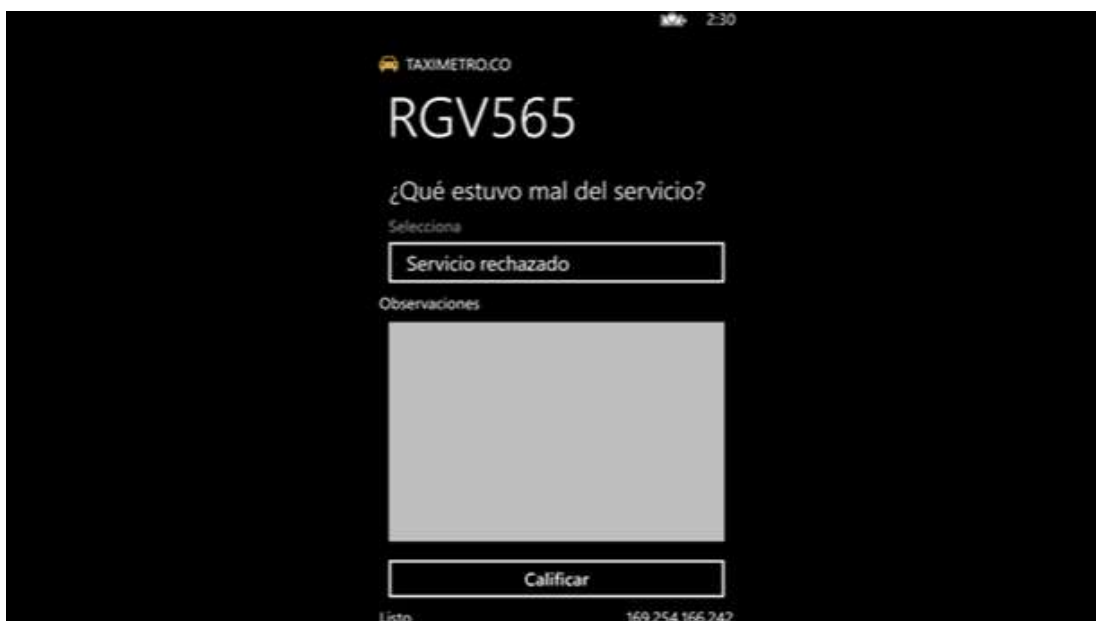 2:30
TAXIMETRO.CO
RGV565
¿Qué estuvo mal del servicio?
Selecciona
Servicio rechazado
Observaciones
Calificar
Listo 169.254.166.242